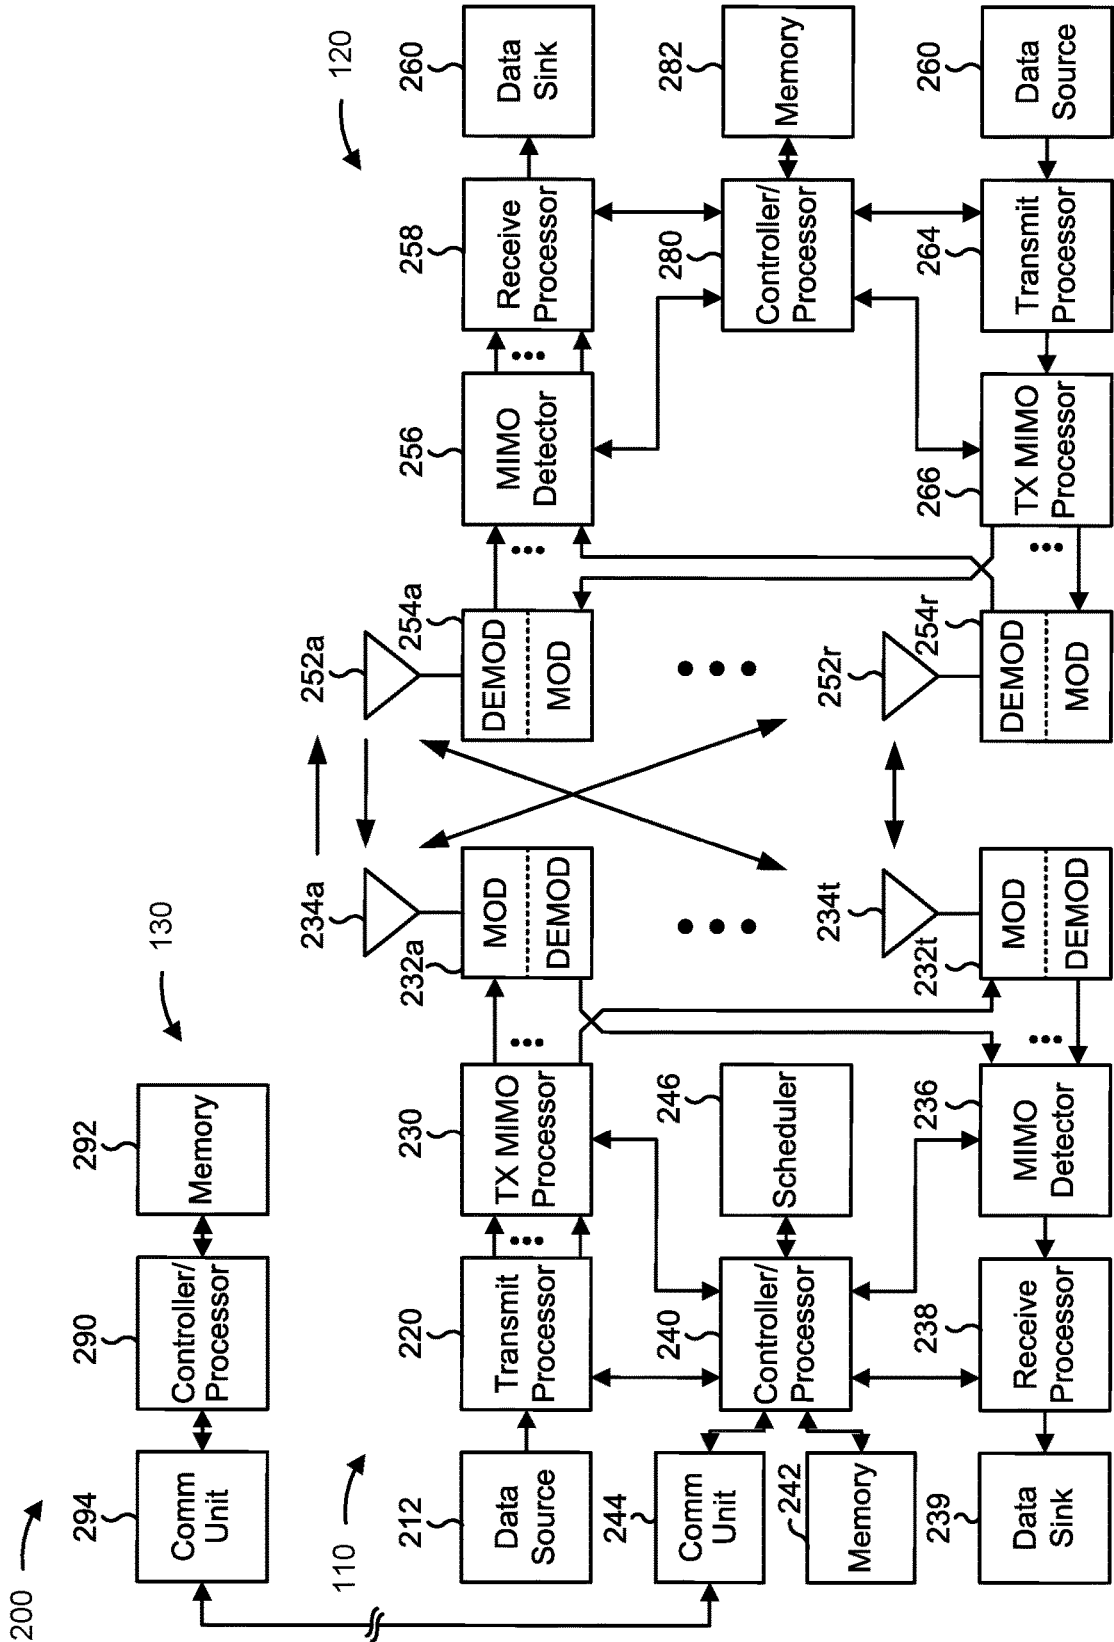 200
294
290
292
130
Comm
Unit
Controller/
Processor
Memory
110
234a
252a
120
212
220
230
232a
254a
256
258
260
Data
Source
Transmit
Processor
TX MIMO
Processor
MOD
DEMOD
DEMOD
MOD
MIMO
Detector
Receive
Processor
Data
Sink
244
240
246
280
282
Comm
Unit
Controller/
Processor
Scheduler
Controller/
Processor
Memory
242
Memory
234t
252r
239
238
236
232t
254r
266
264
260
Data
Sink
Receive
Processor
MIMO
Detector
MOD
DEMOD
DEMOD
MOD
TX MIMO
Processor
Transmit
Processor
Data
Source